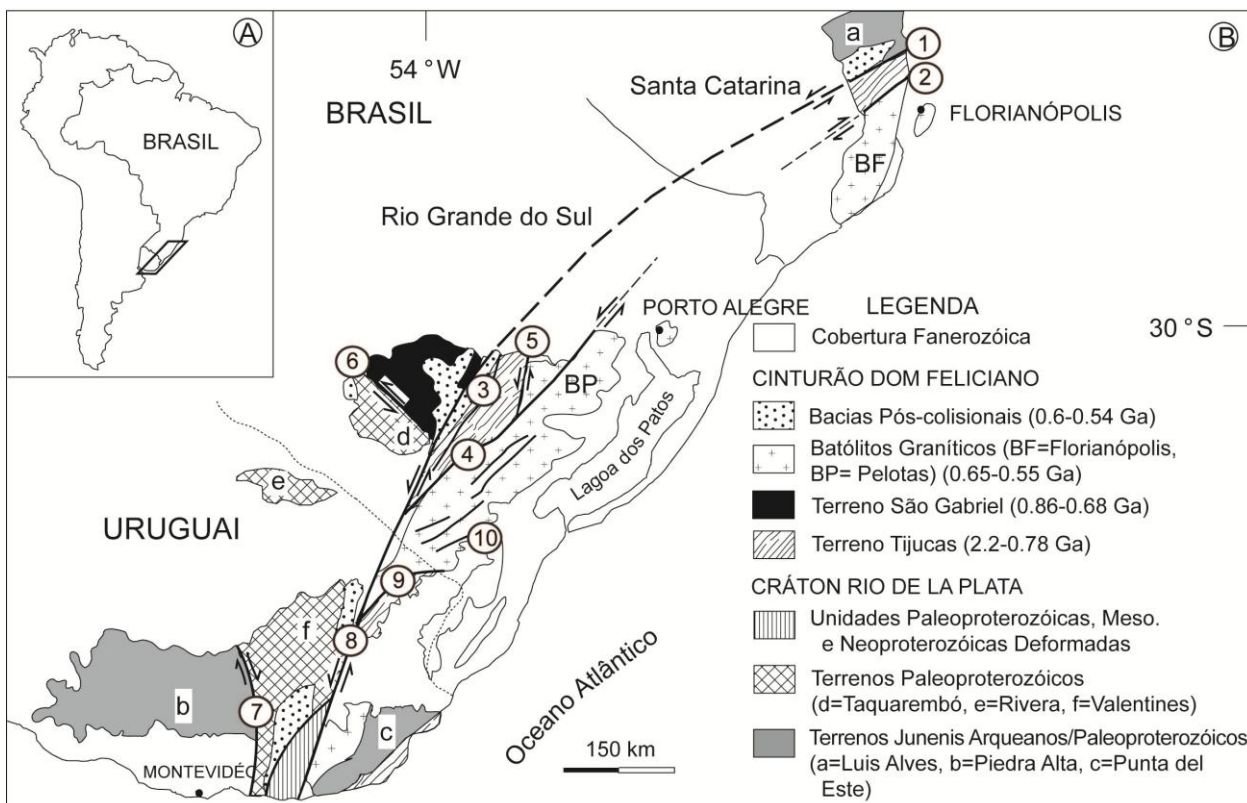 A
BRASIL
B
54 °W
BRASIL
Santa Catarina
a
1
2
FLORIANÓPOLIS
BF
Rio Grande do Sul
PORTO ALEGRE
30 °S
6
5
3
BP
d
4
Lagoa dos Patos
e
URUGUAI
10
9
f
8
b
7
c
MONTEVIDÉO
Oceano Atlântico
150 km
LEGENDA
Cobertura Fanerozóica
CINTURÃO DOM FELICIANO
Bacias Pós-colisionais (0.6-0.54 Ga)
Batólitos Graníticos (BF=Florianópolis,
BP= Pelotas) (0.65-0.55 Ga)
Terreno São Gabriel (0.86-0.68 Ga)
Terreno Tijucas (2.2-0.78 Ga)
CRÁTON RIO DE LA PLATA
Unidades Paleoproterozóicas, Meso.
e Neoproterozóicas Deformadas
Terrenos Paleoproterozóicos
(d=Taquarembó, e=Rivera, f=Valentines)
Terrenos Junenis Arqueanos/Paleoproterozóicos
(a=Luis Alves, b=Piedra Alta, c=Punta del
Este)